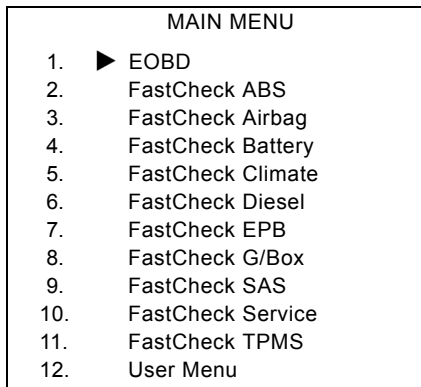 MAIN MENU
1. ▶ EOBD
2. FastCheck ABS
3. FastCheck Airbag
4. FastCheck Battery
5. FastCheck Climate
6. FastCheck Diesel
7. FastCheck EPB
8. FastCheck G/Box
9. FastCheck SAS
10. FastCheck Service
11. FastCheck TPMS
12. User Menu